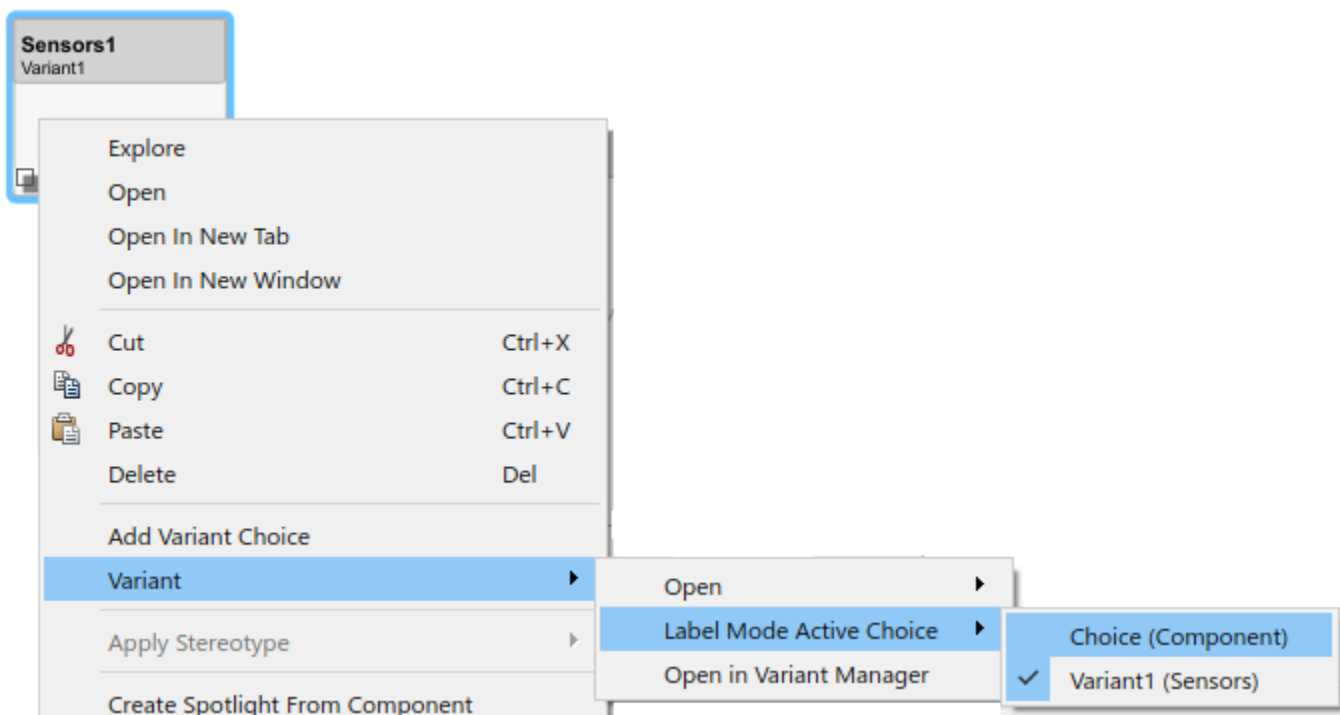 Sensors1
Variant1
Explore
Open
Open In New Tab
Open In New Window
Cut Ctrl+X
Copy Ctrl+C
Paste Ctrl+V
Delete Del
Add Variant Choice
Variant
Apply Stereotype
Create Spotlight From Component
Open
Label Mode Active Choice
Open in Variant Manager
Choice (Component)
Variant1 (Sensors)